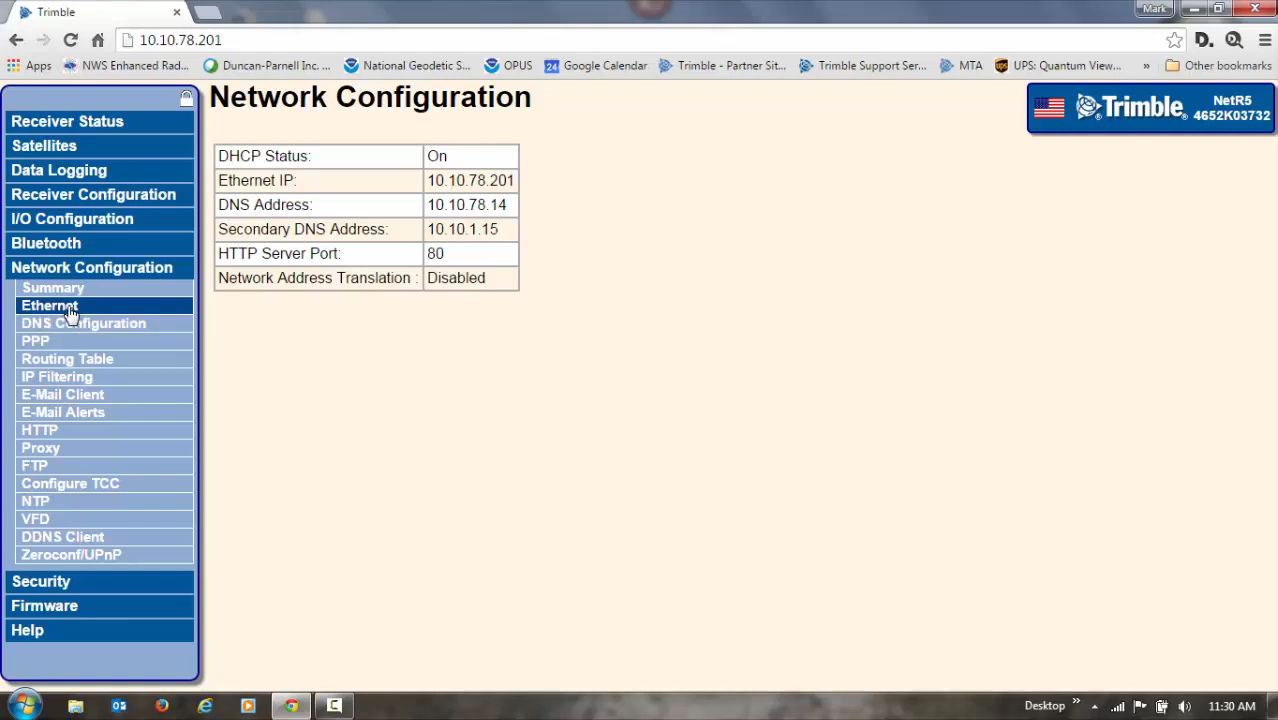 Trimble
Mark
10.10.78.201
Apps
NWS Enhanced Rad...
Duncan-Parnell Inc. ...
National Geodetic S...
OPUS
24
Google Calendar
Trimble - Partner Sit...
Trimble Support Ser...
MTA
UPS: Quantum View...
»
Other bookmarks
Receiver Status
Satellites
Data Logging
Receiver Configuration
I/O Configuration
Bluetooth
Network Configuration
Summary
Ethernet
DNS Configuration
PPP
Routing Table
IP Filtering
E-Mail Client
E-Mail Alerts
HTTP
Proxy
FTP
Configure TCC
NTP
VFD
DDNS Client
Zeroconf/UPnP
Security
Firmware
Help
Network Configuration
DHCP Status: On
Ethernet IP: 10.10.78.201
DNS Address: 10.10.78.14
Secondary DNS Address: 10.10.1.15
HTTP Server Port: 80
Network Address Translation : Disabled
Trimble
NetR5
4652K03732
Desktop »
11:30 AM